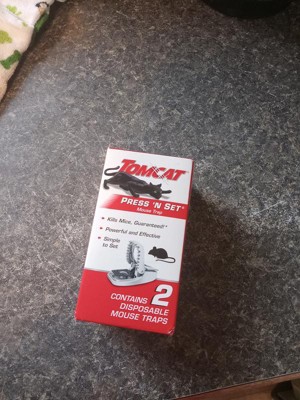 TOMCAT
PRESS 'N SET®
Mouse Trap
• Kills Mice, Guaranteed!*
• Powerful and Effective
• Simple
to Set
CONTAINS 2
DISPOSABLE
MOUSE TRAPS